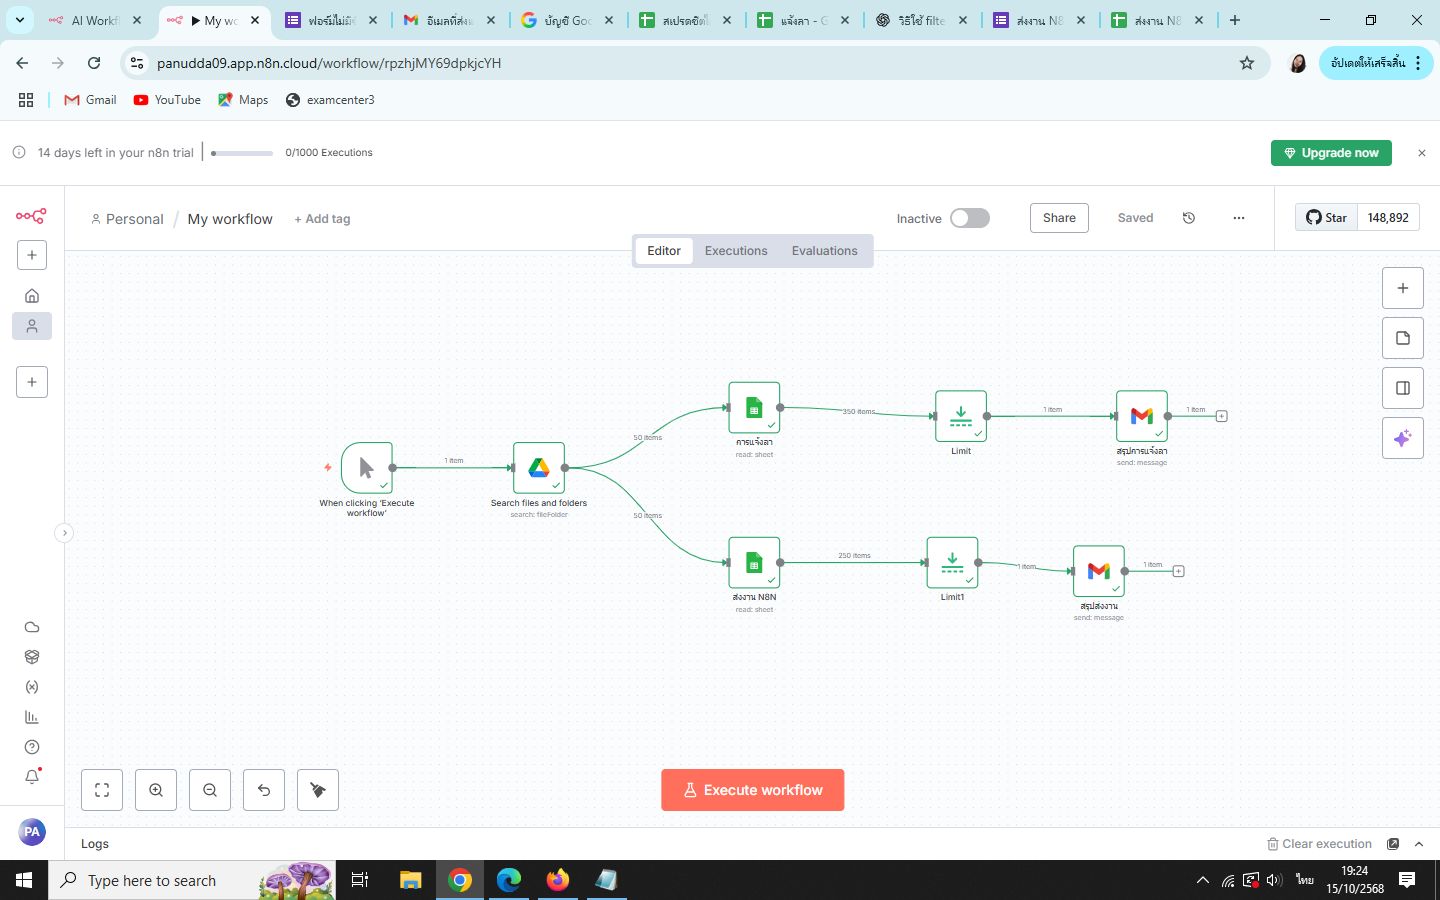 AI Workfl
My wo
ฟอร์มไม่มีช
อีเมลที่ส่งแ
บัญชี Goo
สเปรดชีตไ
แจ้งลา - G
วิธีใช้ filte
ส่งงาน N8
ส่งงาน N8
panudda09.app.n8n.cloud/workflow/rpzhjMY69dpkjcYH
อัปเดตให้เสร็จสิ้น
Gmail
YouTube
Maps
examcenter3
14 days left in your n8n trial
0/1000 Executions
Upgrade now
Personal / My workflow
+ Add tag
Inactive
Share
Saved
Star
148,892
Editor
Executions
Evaluations
350 items
1 item
1 item
50 items
การแจ้งลา
read: sheet
Limit
สรุปการแจ้งลา
send: message
1 item
When clicking ‘Execute
workflow’
Search files and folders
search: fileFolder
50 items
250 items
1 item
1 item
ส่งงาน N8N
read: sheet
Limit1
สรุปส่งงาน
send: message
Execute workflow
PA
Logs
Clear execution
Type here to search
ไทย
19:24
15/10/2568